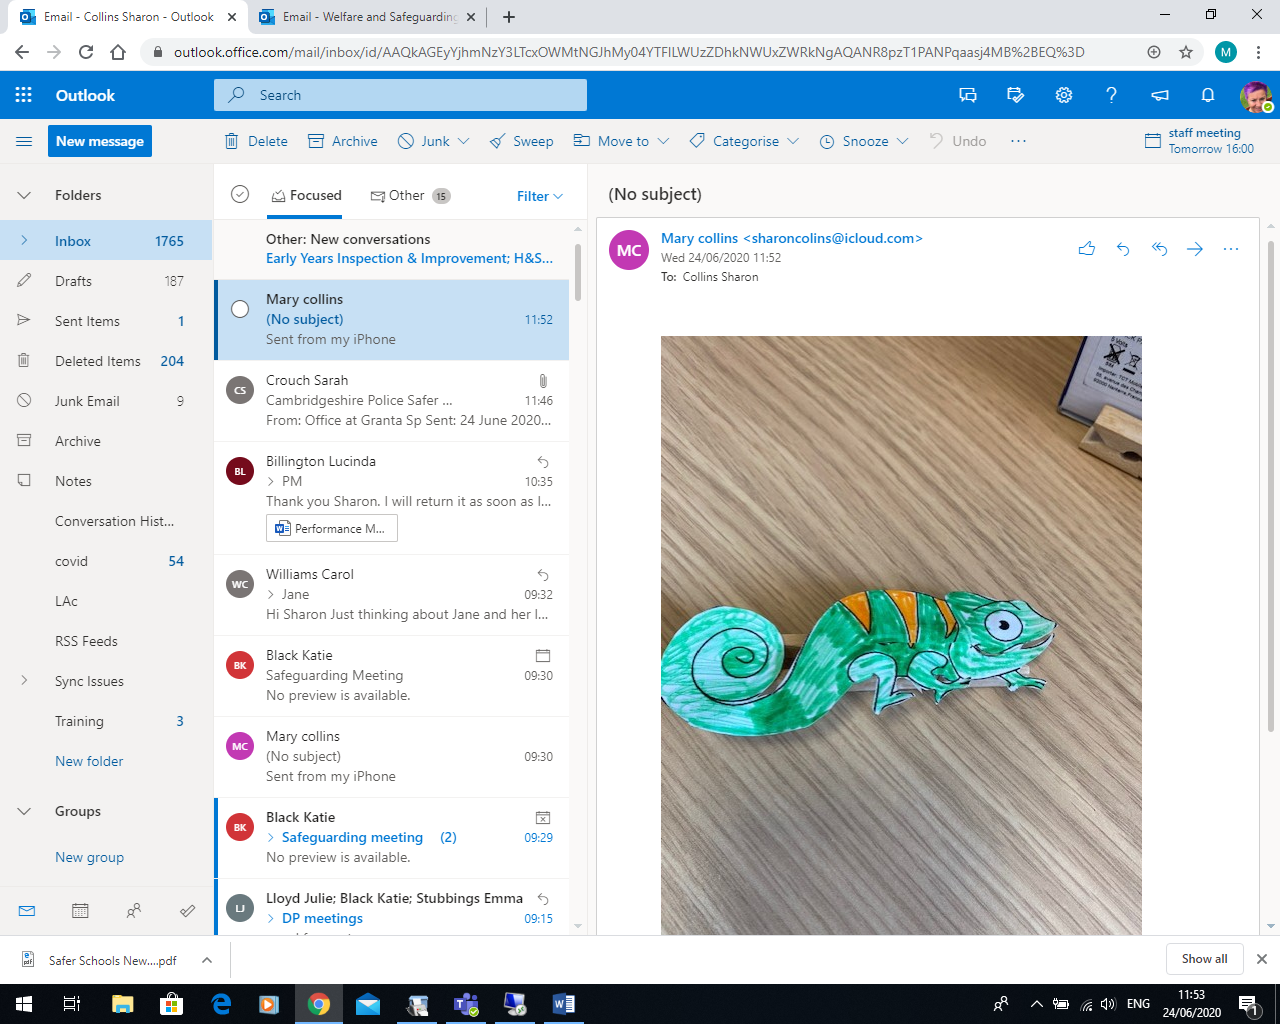 Email - Collins Sharon - Outlook
Email - Welfare and Safeguarding
outlook.office.com/mail/inbox/id/AAQkAGEyYjhmNzY3LTcxOWMtNGJhMy04YTFlLWUzZDhkNWUxZWRkNgAQANR8pzT1PANPqaasj4MB%2BEQ%3D
M
Outlook
Search
New message
Delete
Archive
Junk
Sweep
Move to
Categorise
Snooze
Undo
staff meeting
Tomorrow 16:00
Folders
Inbox 1765
Drafts 187
Sent Items 1
Deleted Items 204
Junk Email 9
Archive
Notes
Conversation Hist...
covid 54
LAc
RSS Feeds
Sync Issues
Training 3
New folder
Groups
New group
Focused
Other 15
Filter
Other: New conversations
Early Years Inspection & Improvement; H&S...
Mary collins
(No subject) 11:52
Sent from my iPhone
CS
Crouch Sarah
Cambridgeshire Police Safer ... 11:46
From: Office at Granta Sp Sent: 24 June 2020...
BL
Billington Lucinda
PM 10:35
Thank you Sharon. I will return it as soon as I...
Performance M...
WC
Williams Carol
Jane 09:32
Hi Sharon Just thinking about Jane and her l...
BK
Black Katie
Safeguarding Meeting 09:30
No preview is available.
MC
Mary collins
(No subject) 09:30
Sent from my iPhone
BK
Black Katie
Safeguarding meeting (2) 09:29
No preview is available.
LJ
Lloyd Julie; Black Katie; Stubbings Emma
DP meetings 09:15
(No subject)
MC
Mary collins <sharoncolins@icloud.com>
Wed 24/06/2020 11:52
To: Collins Sharon
Safer Schools New....pdf
Show all
ENG
11:53
24/06/2020
1